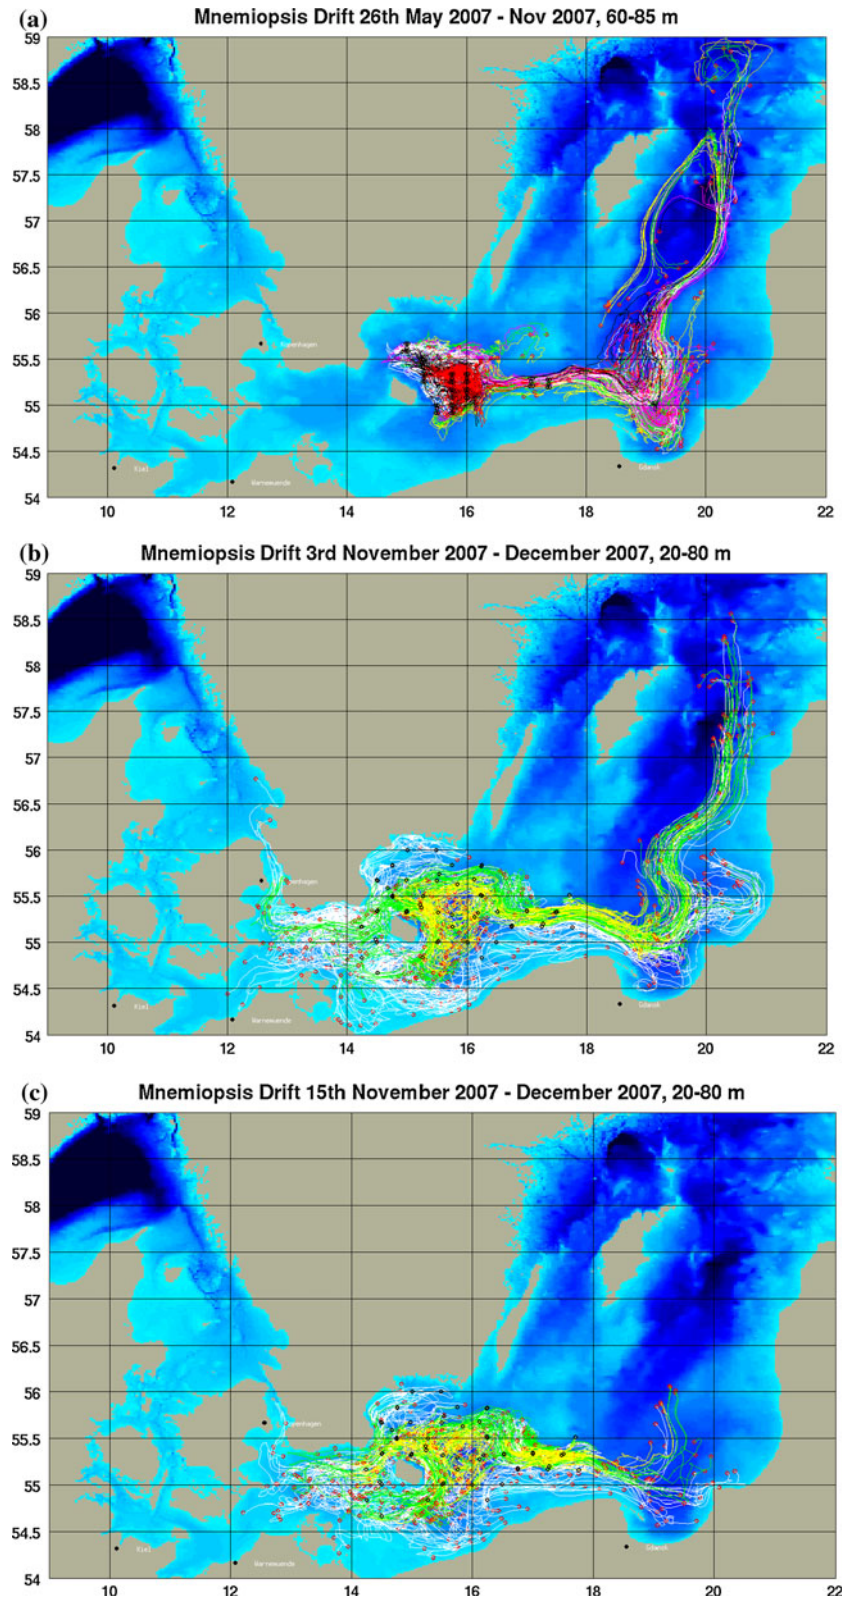 (a) Mnemiopsis Drift 26th May 2007 - Nov 2007, 60-85 m
59
58.5
58
57.5
57
56.5
56
55.5
Kopenhagen
55
54.5
Kiel
Gdansk
Warnemuende
54
10 12 14 16 18 20 22
(b) Mnemiopsis Drift 3rd November 2007 - December 2007, 20-80 m
59
58.5
58
57.5
57
56.5
56
55.5
Kopenhagen
55
54.5
Kiel
Gdansk
Warnemuende
54
10 12 14 16 18 20 22
(c) Mnemiopsis Drift 15th November 2007 - December 2007, 20-80 m
59
58.5
58
57.5
57
56.5
56
55.5
Kopenhagen
55
54.5
Kiel
Gdansk
Warnemuende
54
10 12 14 16 18 20 22